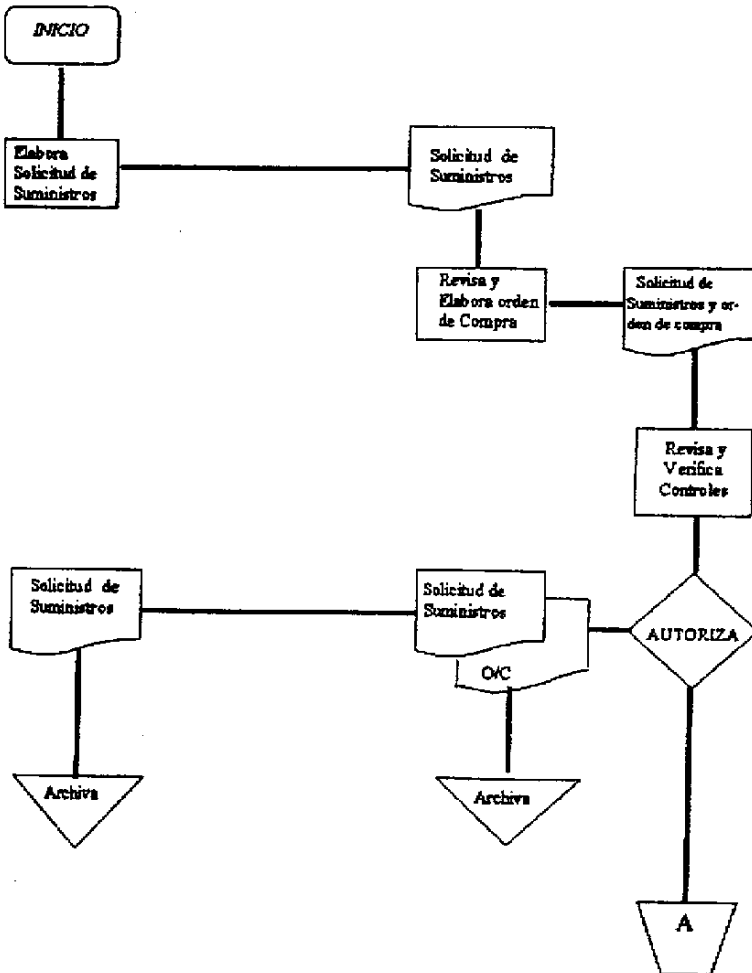 INICIO
Elabora
Solicitud de
Suministros
Solicitud de
Suministros
Revisa y
Elabora orden
de Compra
Solicitud de
Suministros y or-
den de compra
Revisa y
Verifica
Controles
Solicitud de
Suministros
Solicitud de
Suministros
O/C
AUTORIZA
Archiva
Archiva
A